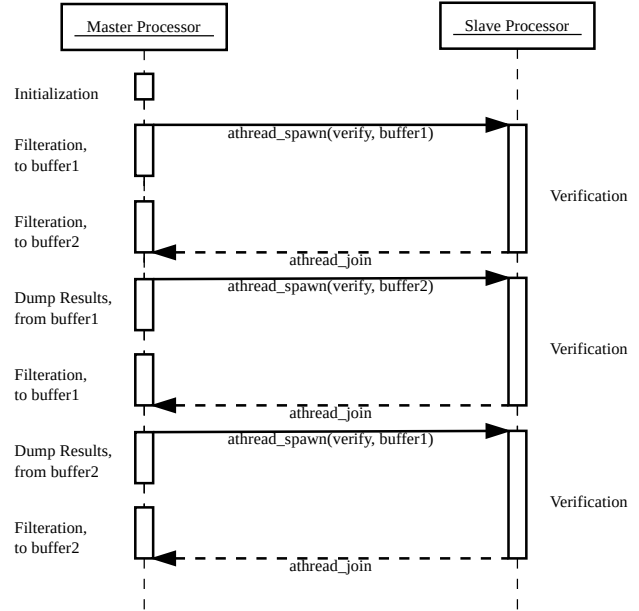 Master Processor
Slave Processor
Initialization
athread_spawn(verify, buffer1)
Filteration,
to buffer1
Verification
Filteration,
to buffer2
athread_join
athread_spawn(verify, buffer2)
Dump Results,
from buffer1
Verification
Filteration,
to buffer1
athread_join
athread_spawn(verify, buffer1)
Dump Results,
from buffer2
Verification
Filteration,
to buffer2
athread_join